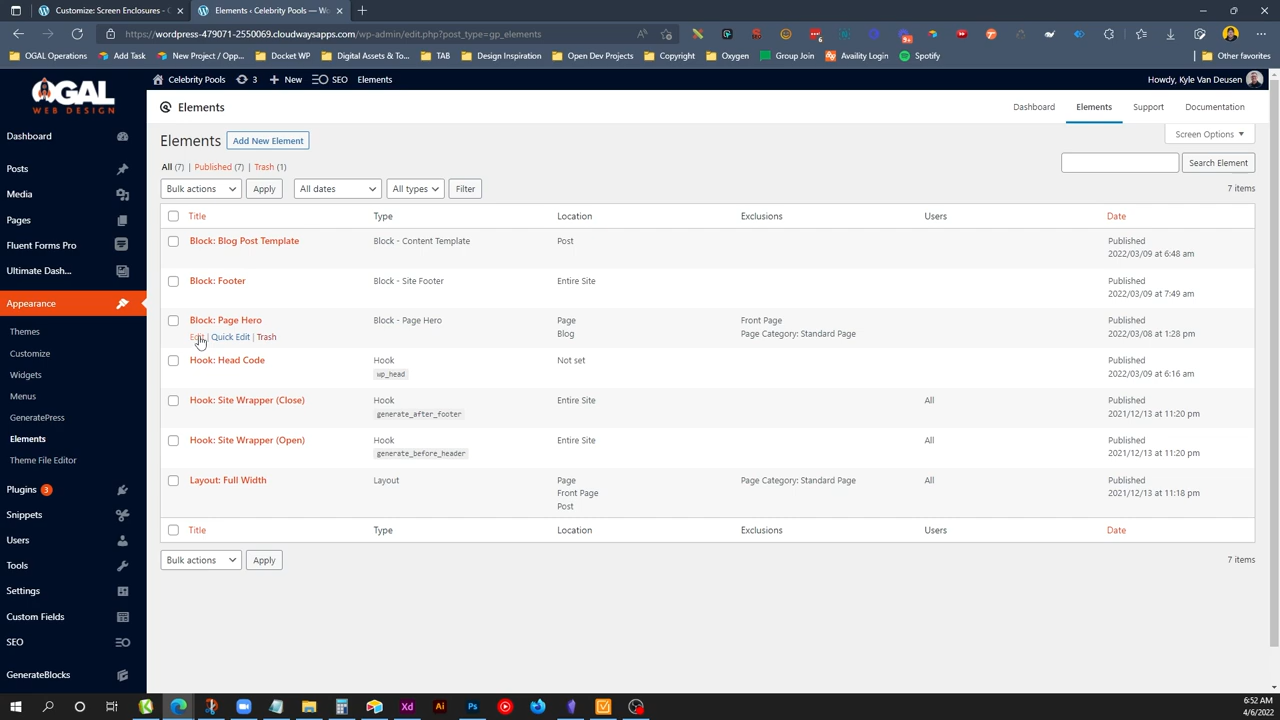 Customize: Screen Enclosures - C
Elements ‹ Celebrity Pools — Wo
https://wordpress-479071-2550069.cloudwaysapps.com/wp-admin/edit.php?post_type=gp_elements
OGAL Operations
Add Task
New Project / Opp...
Docket WP
Digital Assets & To...
TAB
Design
Open Dev Projects
Copyright
Oxygen
Group Join
Availity Login
Spotify
Other favorites
Celebrity Pools
3
New
SEO
Elements
Howdy, Kyle Van Deusen
OGAL
WEB DESIGN
Dashboard
Posts
Media
Pages
Fluent Forms Pro
Ultimate Dash...
Appearance
Themes
Customize
Widgets
Menus
GeneratePress
Elements
Theme File Editor
Plugins 3
Snippets
Users
Tools
Settings
Custom Fields
SEO
GenerateBlocks
Elements
Dashboard
Elements
Support
Documentation
Elements
Add New Element
Screen Options
All (7) | Published (7) | Trash (1)
Search Element
Bulk actions
Apply
All dates
All types
Filter
7 items
Title Type Location Exclusions Users Date
Block: Blog Post Template Block - Content Template Post Published
2022/03/09 at 6:48 am
Block: Footer Block - Site Footer Entire Site Published
2022/03/09 at 7:49 am
Block: Page Hero Block - Page Hero Page Front Page Published
Edit | Quick Edit | Trash Blog Page Category: Standard Page 2022/03/08 at 1:28 pm
Hook: Head Code Hook Not set Published
wp_head 2022/03/09 at 6:16 am
Hook: Site Wrapper (Close) Hook Entire Site All Published
generate_after_footer 2021/12/13 at 11:20 pm
Hook: Site Wrapper (Open) Hook Entire Site All Published
generate_before_header 2021/12/13 at 11:20 pm
Layout: Full Width Layout Page Page Category: Standard Page All Published
Front Page 2021/12/13 at 11:18 pm
Post
Title Type Location Exclusions Users Date
Bulk actions
Apply
7 items
6:52 AM
4/6/2022